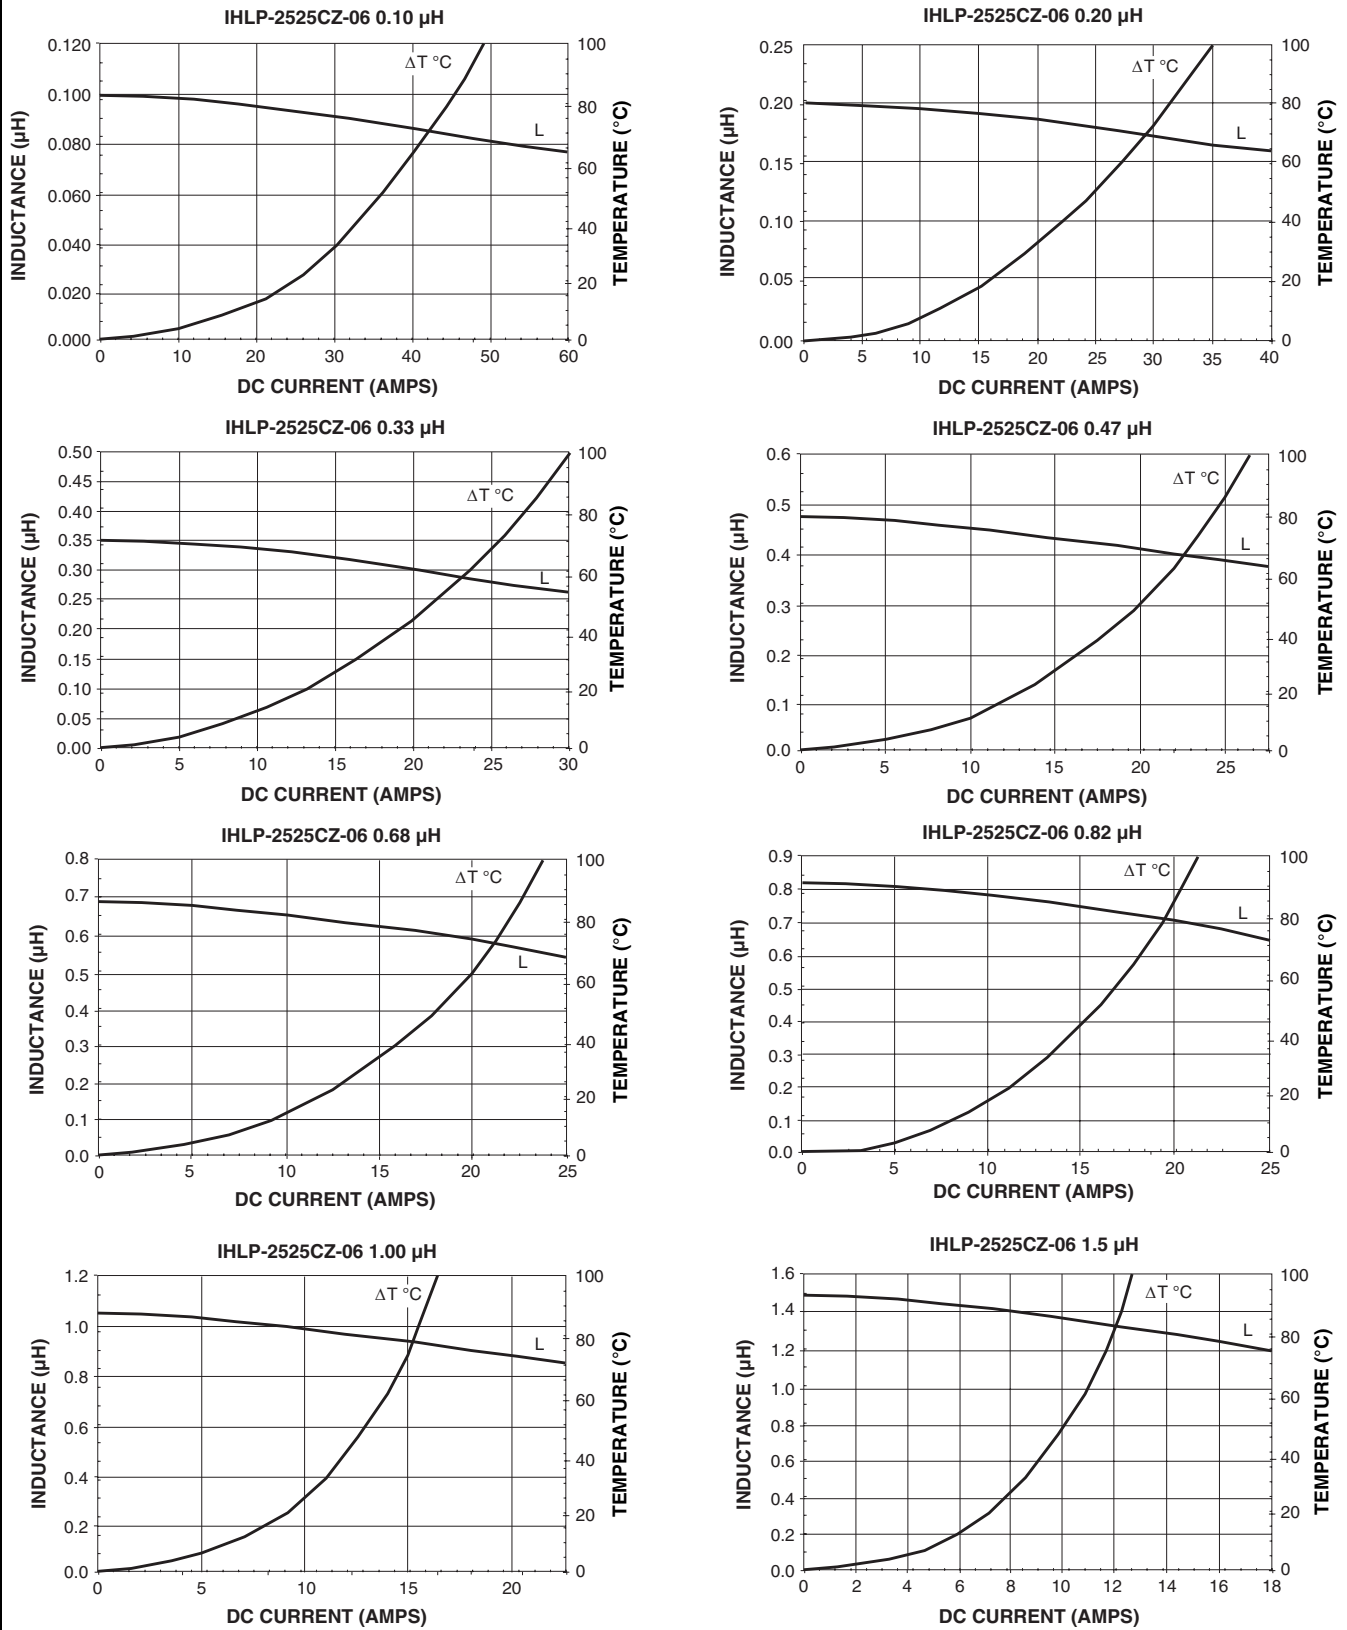 IHLP-2525CZ-06 0.10 µH
INDUCTANCE (µH)
0.120
0.100
0.080
0.060
0.040
0.020
0.000
ΔT °C
L
100
80
60
40
20
0
TEMPERATURE (°C)
0 10 20 30 40 50 60
DC CURRENT (AMPS)
IHLP-2525CZ-06 0.20 µH
INDUCTANCE (µH)
0.25
0.20
0.15
0.10
0.05
0.00
ΔT °C
L
100
80
60
40
20
0
TEMPERATURE (°C)
0 5 10 15 20 25 30 35 40
DC CURRENT (AMPS)
IHLP-2525CZ-06 0.33 µH
INDUCTANCE (µH)
0.50
0.45
0.40
0.35
0.30
0.25
0.20
0.15
0.10
0.05
0.00
ΔT °C
L
100
80
60
40
20
0
TEMPERATURE (°C)
0 5 10 15 20 25 30
DC CURRENT (AMPS)
IHLP-2525CZ-06 0.47 µH
INDUCTANCE (µH)
0.6
0.5
0.4
0.3
0.2
0.1
0.0
ΔT °C
L
100
80
60
40
20
0
TEMPERATURE (°C)
0 5 10 15 20 25
DC CURRENT (AMPS)
IHLP-2525CZ-06 0.68 µH
INDUCTANCE (µH)
0.8
0.7
0.6
0.5
0.4
0.3
0.2
0.1
0.0
ΔT °C
L
100
80
60
40
20
0
TEMPERATURE (°C)
0 5 10 15 20 25
DC CURRENT (AMPS)
IHLP-2525CZ-06 0.82 µH
INDUCTANCE (µH)
0.9
0.8
0.7
0.6
0.5
0.4
0.3
0.2
0.1
0.0
ΔT °C
L
100
80
60
40
20
0
TEMPERATURE (°C)
0 5 10 15 20 25
DC CURRENT (AMPS)
IHLP-2525CZ-06 1.00 µH
INDUCTANCE (µH)
1.2
1.0
0.8
0.6
0.4
0.2
0.0
ΔT °C
L
100
80
60
40
20
0
TEMPERATURE (°C)
0 5 10 15 20
DC CURRENT (AMPS)
IHLP-2525CZ-06 1.5 µH
INDUCTANCE (µH)
1.6
1.4
1.2
1.0
0.8
0.6
0.4
0.2
0.0
ΔT °C
L
100
80
60
40
20
0
TEMPERATURE (°C)
0 2 4 6 8 10 12 14 16 18
DC CURRENT (AMPS)